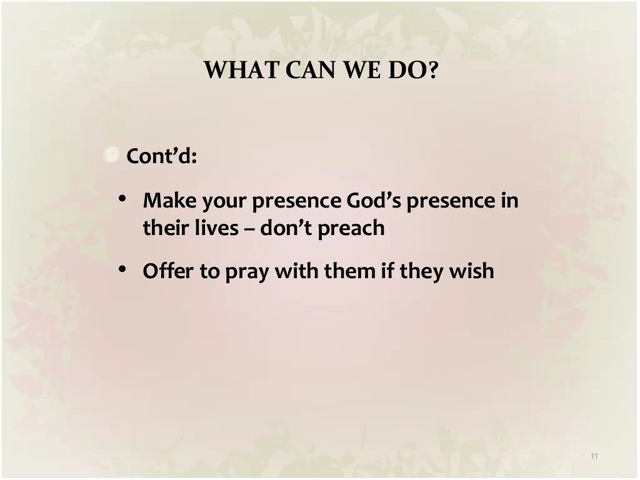 WHAT CAN WE DO?
Cont’d:
• Make your presence God’s presence in
their lives – don’t preach
• Offer to pray with them if they wish
11